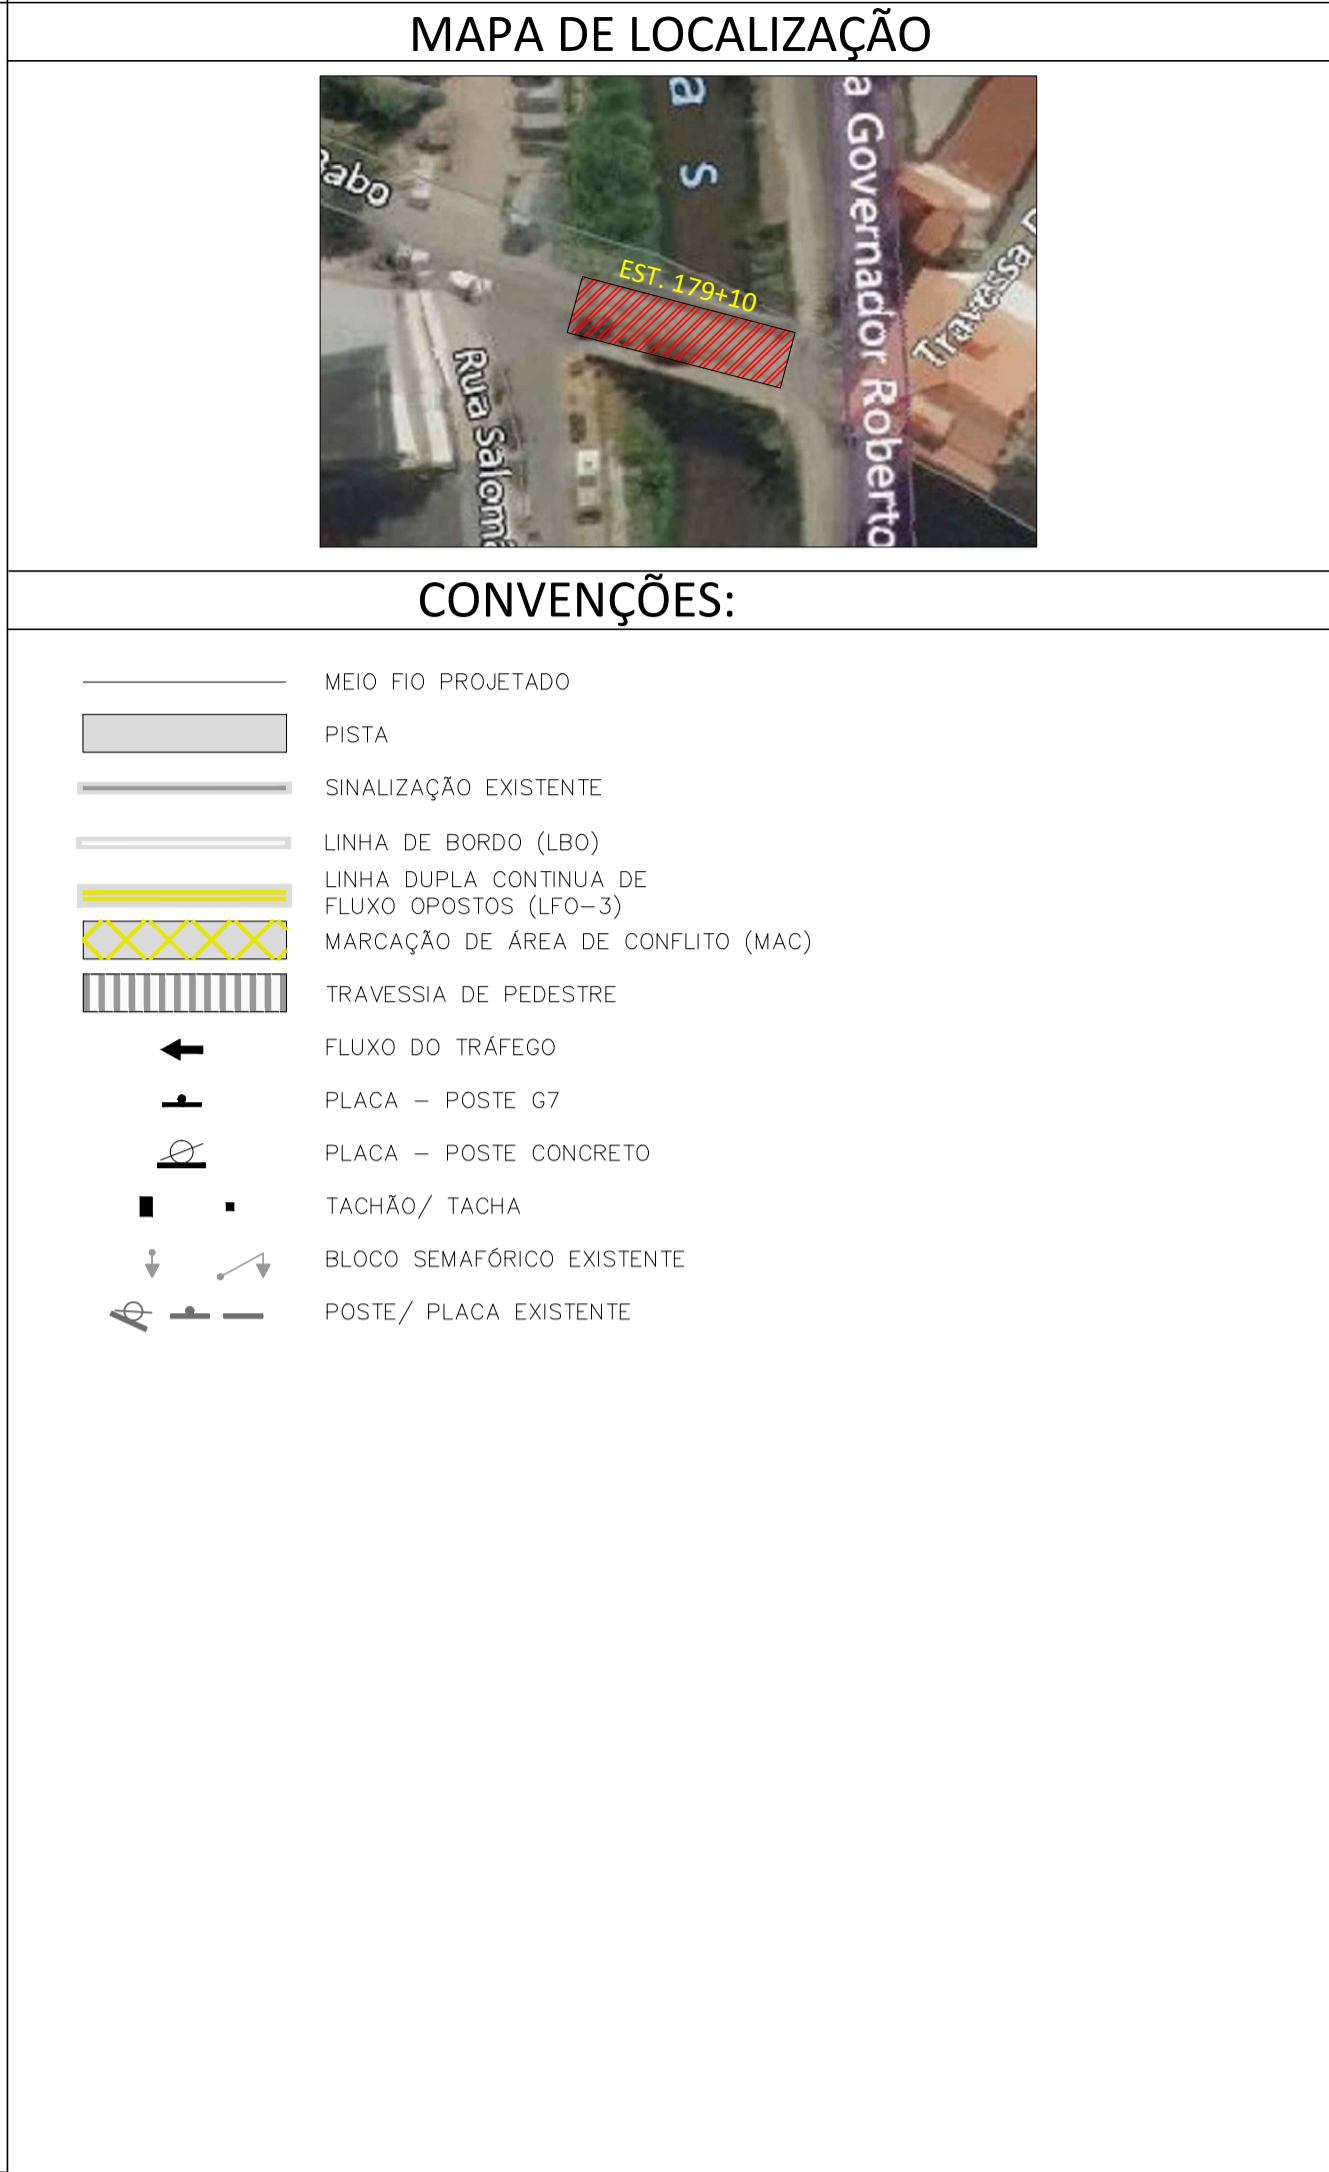 MAPA DE LOCALIZAÇÃO
a S
a Governador Roberto
EST. 179+10
Travessa
CONVENÇÕES:
MEIO FIO PROJETADO
PISTA
SINALIZAÇÃO EXISTENTE
LINHA DE BORDO (LBO)
LINHA DUPLA CONTINUA DE
FLUXO OPOSTOS (LFO-3)
MARCAÇÃO DE ÁREA DE CONFLITO (MAC)
TRAVESSIA DE PEDESTRE
FLUXO DO TRÁFEGO
PLACA - POSTE G7
PLACA - POSTE CONCRETO
TACHÃO/ TACHA
BLOCO SEMAFÓRICO EXISTENTE
POSTE/ PLACA EXISTENTE
Rua